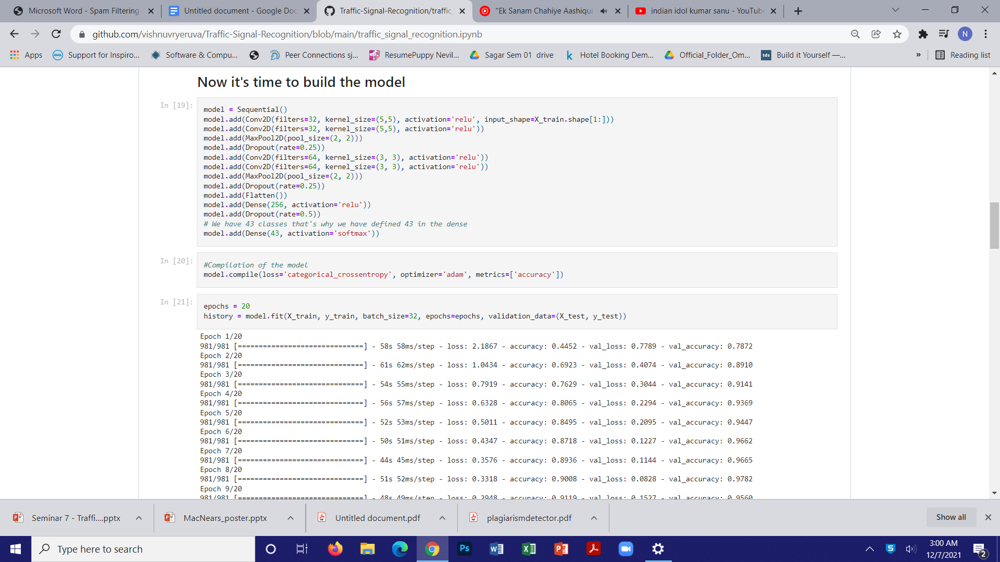 Microsoft Word - Spam Filtering
Untitled document - Google Doc
Traffic-Signal-Recognition/traffic_
"Ek Sanam Chahiye Aashiqui
indian idol kumar sanu - YouTube
github.com/vishnuvryeruva/Traffic-Signal-Recognition/blob/main/traffic_signal_recognition.ipynb
N
Apps
DELL
Support for Inspiro...
Software & Compu...
Peer Connections sj...
ResumePuppy Nevil...
Sagar Sem 01 drive
k
Hotel Booking Dem...
Official_Folder_Om...
tds
Build it Yourself —...
»
Reading list
Now it's time to build the model
In [19]:
model = Sequential()
model.add(Conv2D(filters=32, kernel_size=(5,5), activation='relu', input_shape=X_train.shape[1:]))
model.add(Conv2D(filters=32, kernel_size=(5,5), activation='relu'))
model.add(MaxPool2D(pool_size=(2, 2)))
model.add(Dropout(rate=0.25))
model.add(Conv2D(filters=64, kernel_size=(3, 3), activation='relu'))
model.add(Conv2D(filters=64, kernel_size=(3, 3), activation='relu'))
model.add(MaxPool2D(pool_size=(2, 2)))
model.add(Dropout(rate=0.25))
model.add(Flatten())
model.add(Dense(256, activation='relu'))
model.add(Dropout(rate=0.5))
# We have 43 classes that's why we have defined 43 in the dense
model.add(Dense(43, activation='softmax'))
In [20]:
#Compilation of the model
model.compile(loss='categorical_crossentropy', optimizer='adam', metrics=['accuracy'])
In [21]:
epochs = 20
history = model.fit(X_train, y_train, batch_size=32, epochs=epochs, validation_data=(X_test, y_test))
Epoch 1/20
981/981 [==============================] - 58s 58ms/step - loss: 2.1867 - accuracy: 0.4452 - val_loss: 0.7789 - val_accuracy: 0.7872
Epoch 2/20
981/981 [==============================] - 61s 62ms/step - loss: 1.0434 - accuracy: 0.6923 - val_loss: 0.4074 - val_accuracy: 0.8910
Epoch 3/20
981/981 [==============================] - 54s 55ms/step - loss: 0.7919 - accuracy: 0.7629 - val_loss: 0.3044 - val_accuracy: 0.9141
Epoch 4/20
981/981 [==============================] - 56s 57ms/step - loss: 0.6328 - accuracy: 0.8065 - val_loss: 0.2294 - val_accuracy: 0.9369
Epoch 5/20
981/981 [==============================] - 52s 53ms/step - loss: 0.5011 - accuracy: 0.8495 - val_loss: 0.2095 - val_accuracy: 0.9447
Epoch 6/20
981/981 [==============================] - 50s 51ms/step - loss: 0.4347 - accuracy: 0.8718 - val_loss: 0.1227 - val_accuracy: 0.9662
Epoch 7/20
981/981 [==============================] - 44s 45ms/step - loss: 0.3576 - accuracy: 0.8936 - val_loss: 0.1144 - val_accuracy: 0.9665
Epoch 8/20
981/981 [==============================] - 51s 52ms/step - loss: 0.3318 - accuracy: 0.9008 - val_loss: 0.0828 - val_accuracy: 0.9782
Epoch 9/20
981/981 [==============================] - 48s 49ms/step - loss: 0.2948 - accuracy: 0.9119 - val_loss: 0.1527 - val_accuracy: 0.9560
Seminar 7 - Traffi....pptx
MacNears_poster.pptx
Untitled document.pdf
plagiarismdetector.pdf
Show all
Type here to search
Ps
3:00 AM
12/7/2021
2